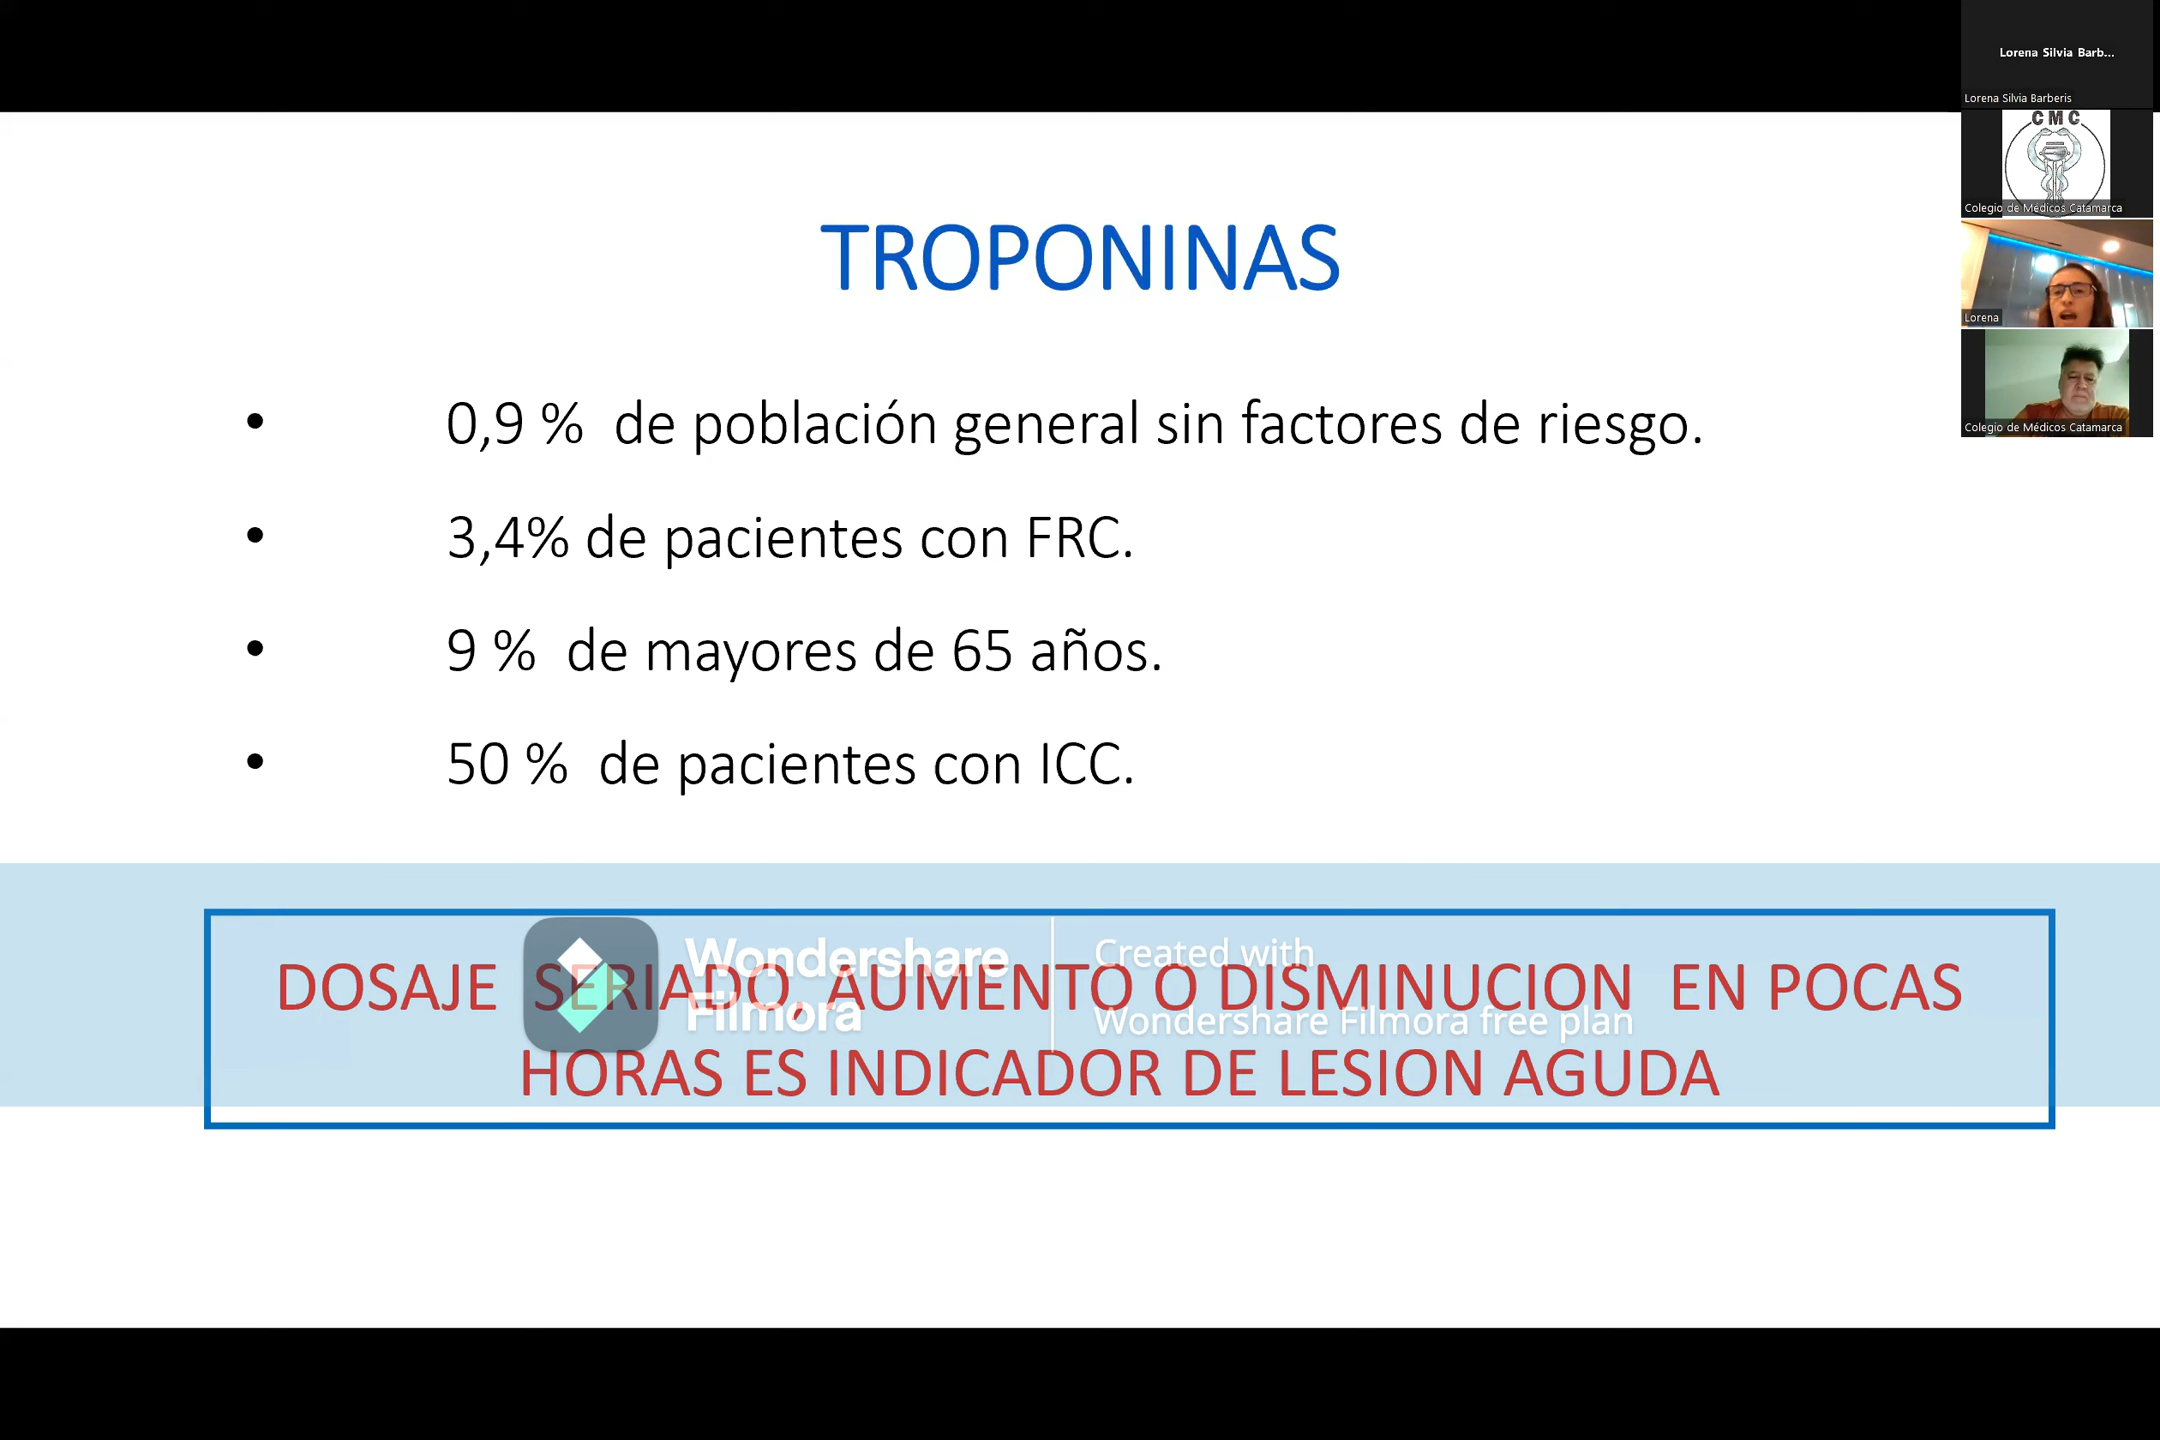 Lorena Silvia Barb...
Lorena Silvia Barberis
CMC
Colegio de Médicos Catamarca
Lorena
Colegio de Médicos Catamarca
TROPONINAS
• 0,9 % de población general sin factores de riesgo.
• 3,4% de pacientes con FRC.
• 9 % de mayores de 65 años.
• 50 % de pacientes con ICC.
DOSAJE SERIADO, AUMENTO O DISMINUCION EN POCAS
HORAS ES INDICADOR DE LESION AGUDA
Wondershare
Filmora
Created with
Wondershare Filmora free plan